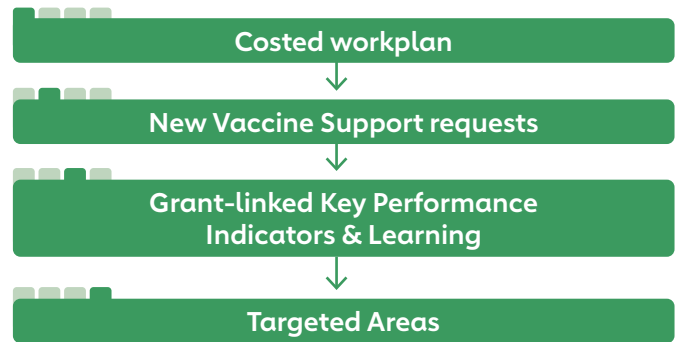 Costed workplan
New Vaccine Support requests
Grant-linked Key Performance
Indicators & Learning
Targeted Areas